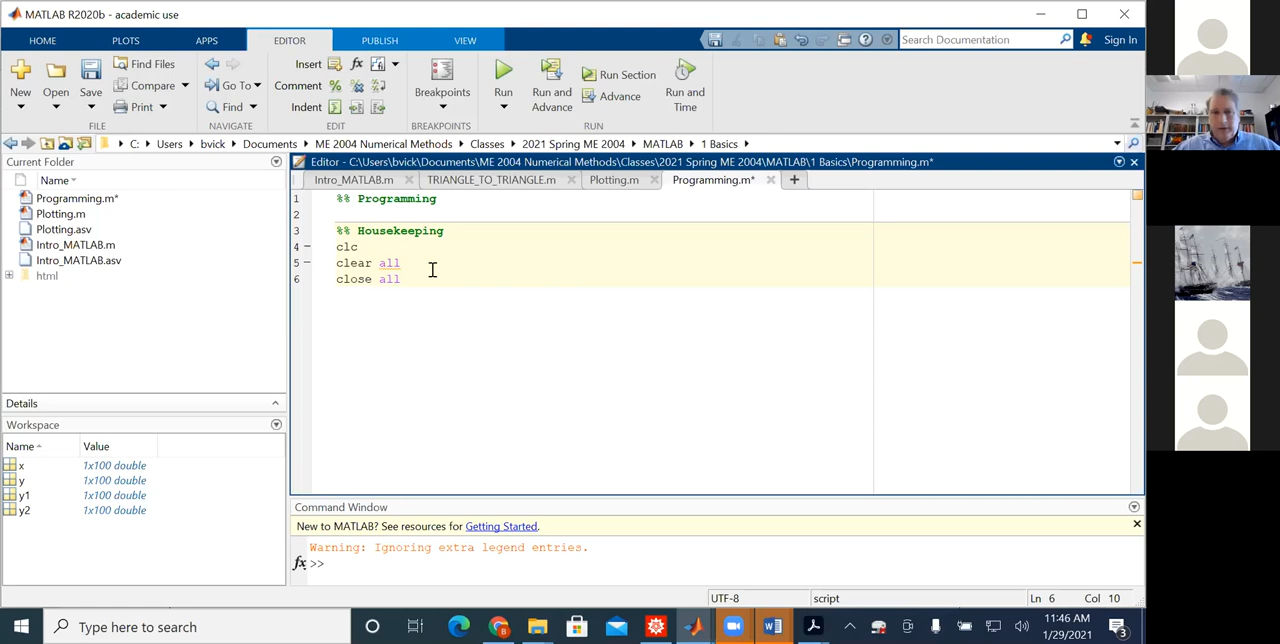 MATLAB R2020b - academic use
HOME PLOTS APPS EDITOR PUBLISH VIEW Search Documentation Sign In
New Open Save Find Files Compare Print
Go To Find
Insert fx Comment % Indent
Breakpoints
Run Run and Advance Run Section Advance Run and Time
FILE NAVIGATE EDIT BREAKPOINTS RUN
C: Users bvick Documents ME 2004 Numerical Methods Classes 2021 Spring ME 2004 MATLAB 1 Basics
Current Folder
Name
Programming.m*
Plotting.m
Plotting.asv
Intro_MATLAB.m
Intro_MATLAB.asv
html
Details
Workspace
Name Value
x 1x100 double
y 1x100 double
y1 1x100 double
y2 1x100 double
Editor - C:\Users\bvick\Documents\ME 2004 Numerical Methods\Classes\2021 Spring ME 2004\MATLAB\1 Basics\Programming.m*
Intro_MATLAB.m TRIANGLE_TO_TRIANGLE.m Plotting.m Programming.m*
1 %% Programming
2
3 %% Housekeeping
4 clc
5 clear all
6 close all
Command Window
New to MATLAB? See resources for Getting Started.
Warning: Ignoring extra legend entries.
fx >>
UTF-8 script Ln 6 Col 10
Type here to search
11:46 AM
1/29/2021
3